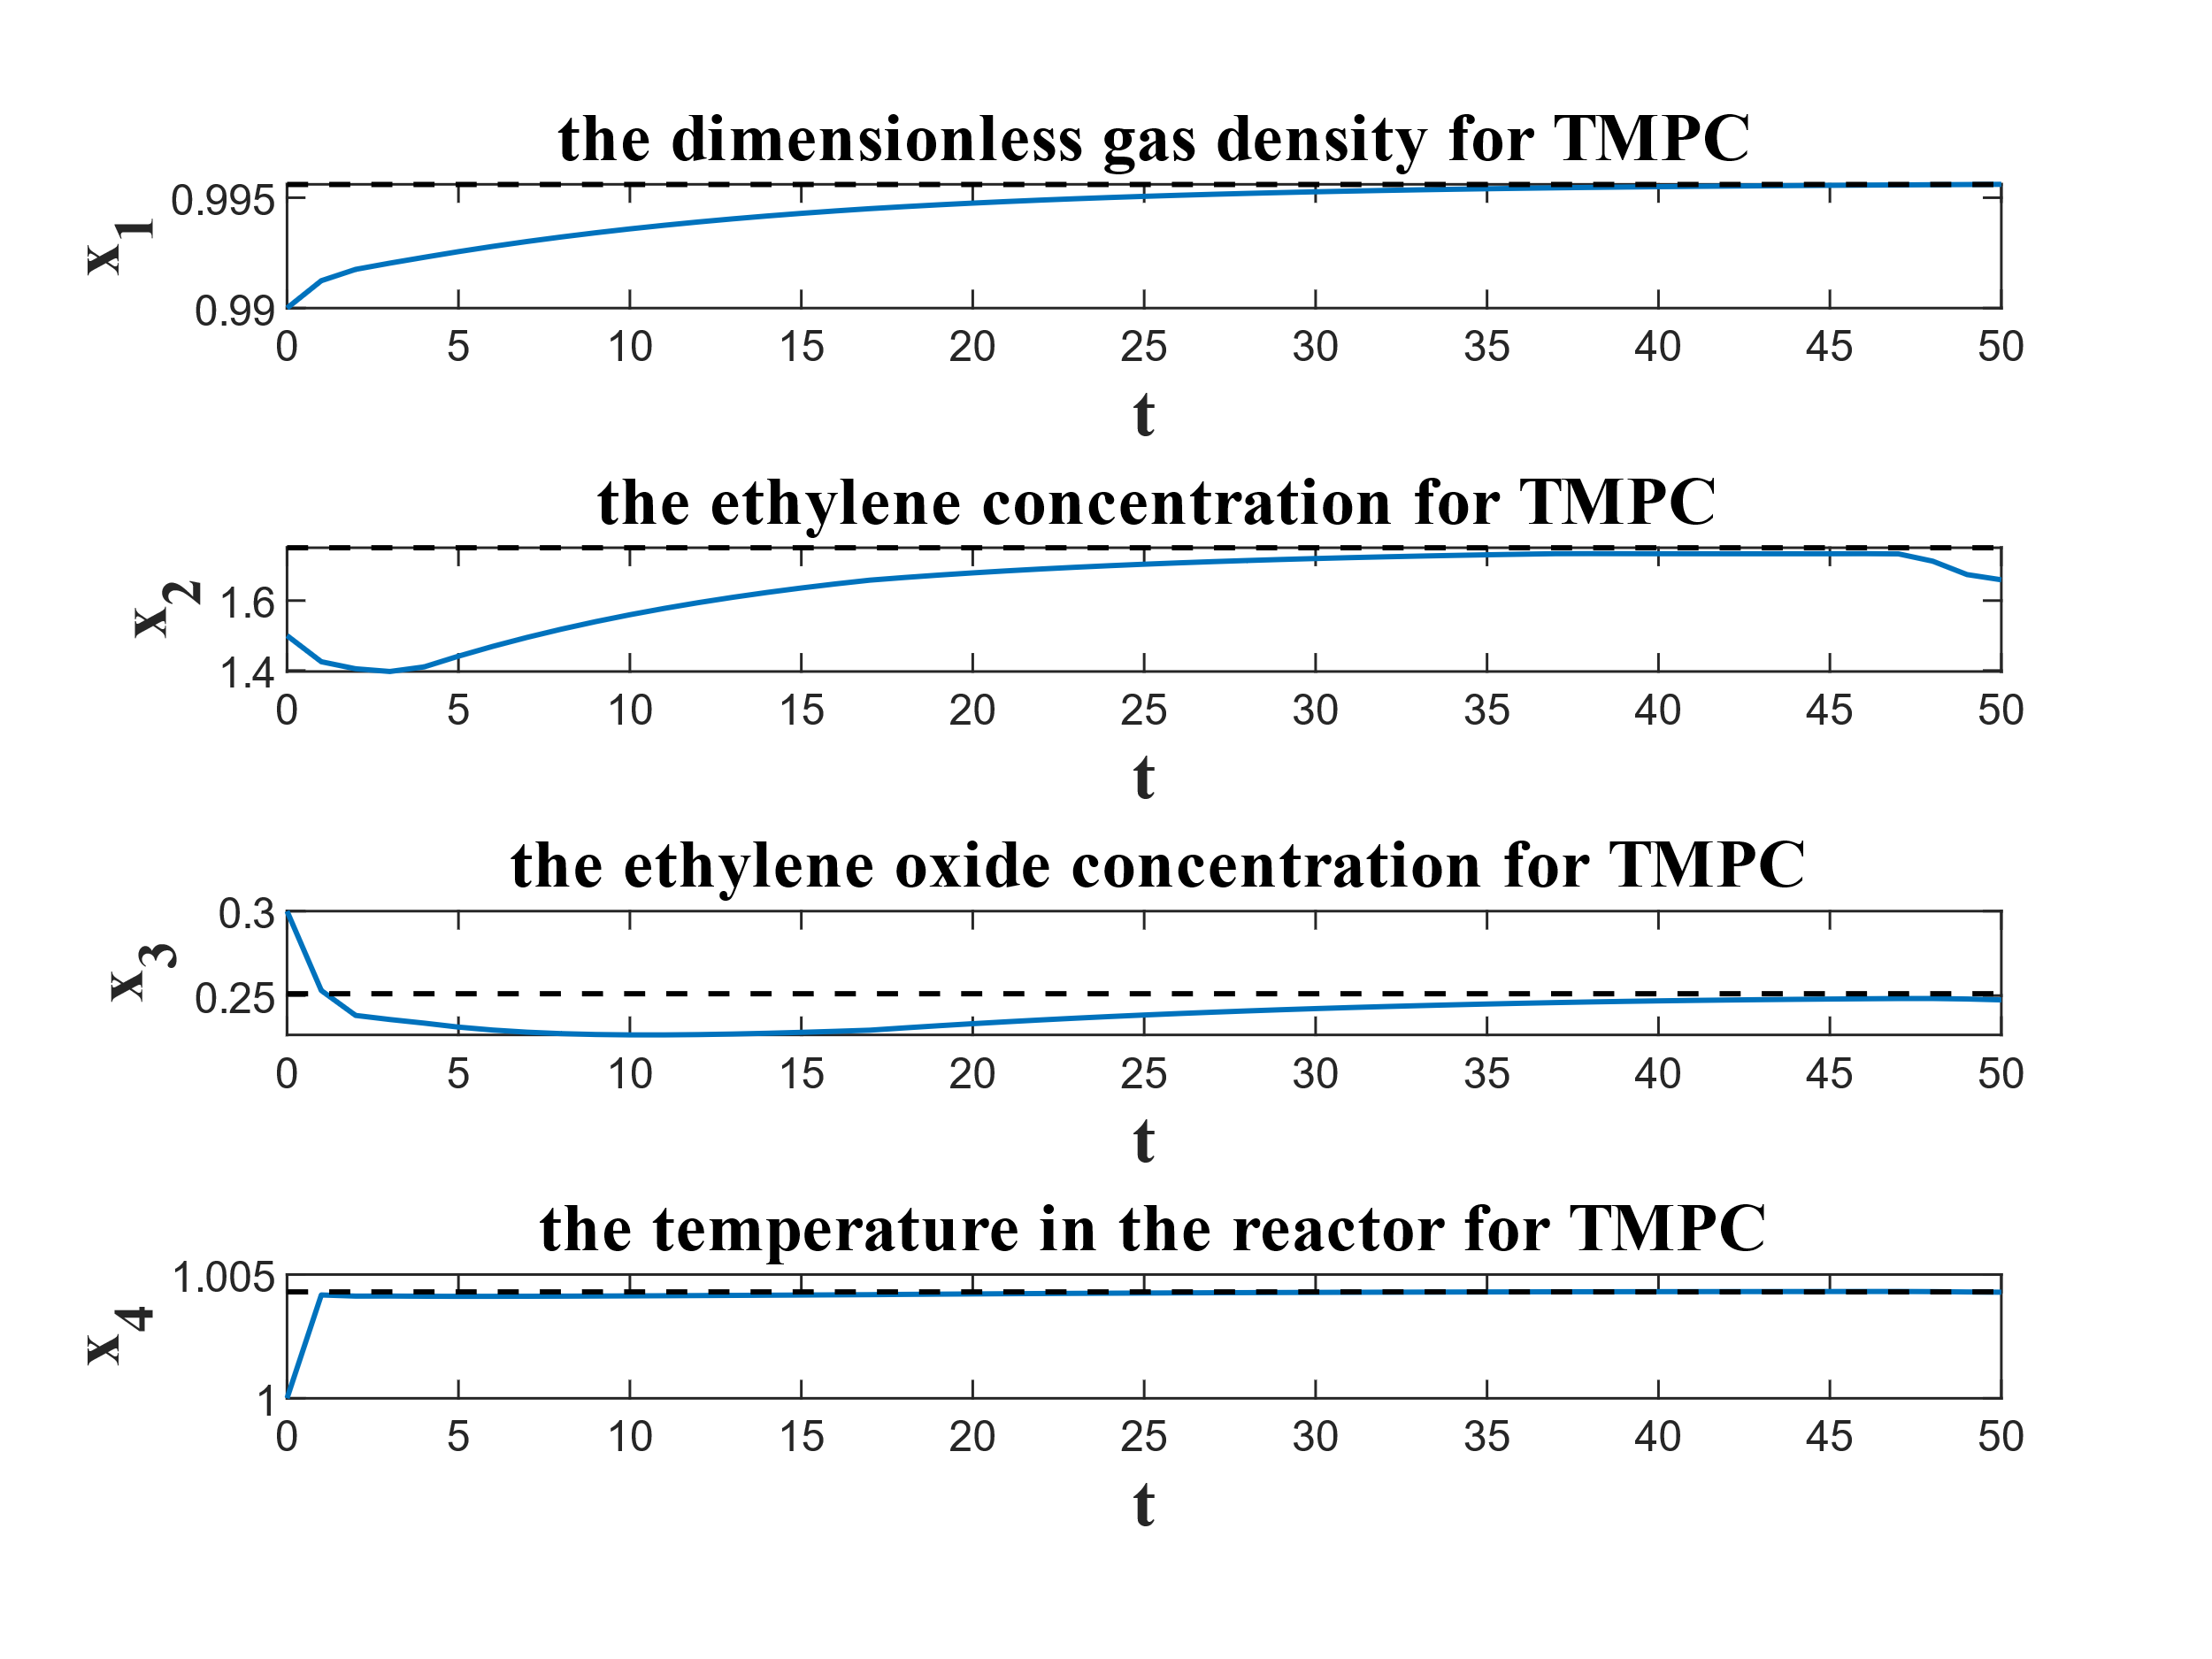 the dimensionless gas density for TMPC
0.995
x1
0.99
0 5 10 15 20 25 30 35 40 45 50
t
the ethylene concentration for TMPC
x2
1.6
1.4
0 5 10 15 20 25 30 35 40 45 50
t
the ethylene oxide concentration for TMPC
0.3
x3
0.25
0 5 10 15 20 25 30 35 40 45 50
t
the temperature in the reactor for TMPC
1.005
x4
1
0 5 10 15 20 25 30 35 40 45 50
t